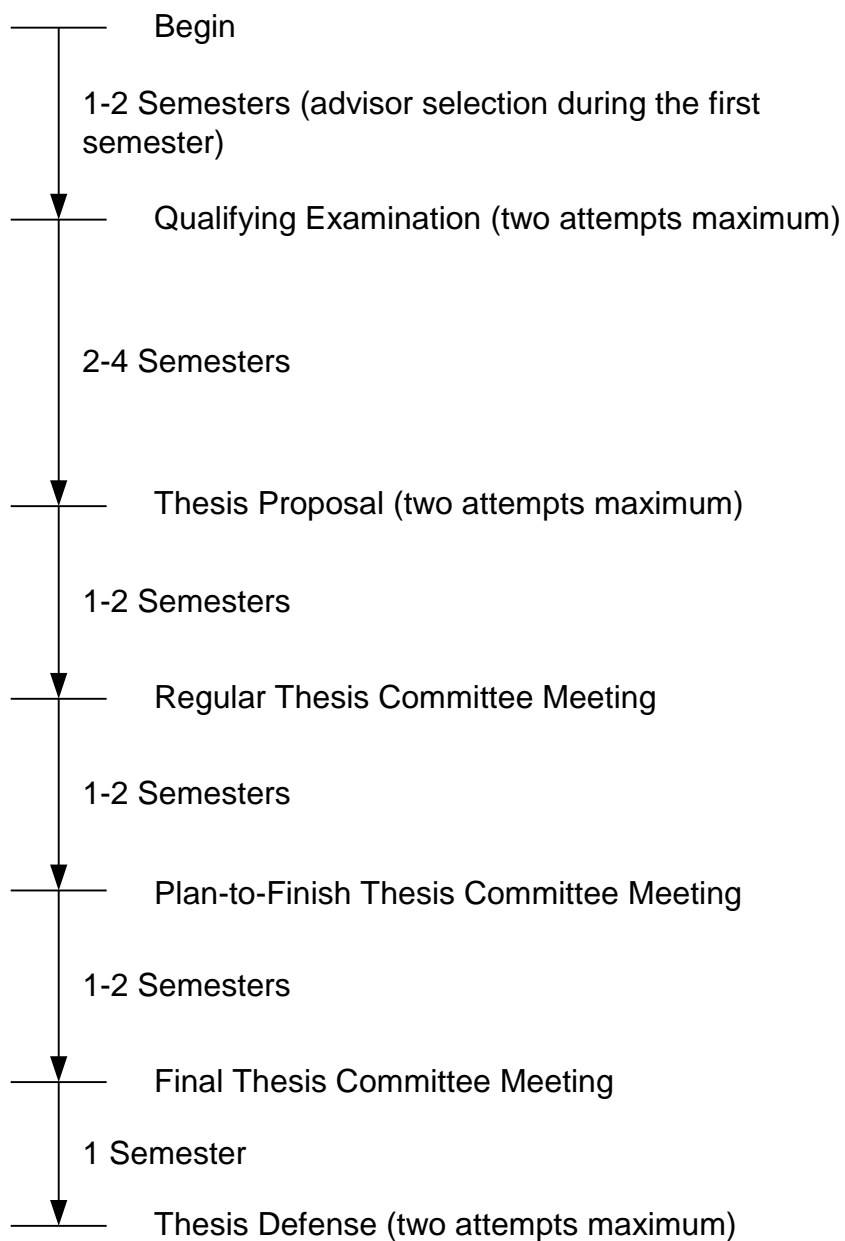 Begin
1-2 Semesters (advisor selection during the first
semester)
Qualifying Examination (two attempts maximum)
2-4 Semesters
Thesis Proposal (two attempts maximum)
1-2 Semesters
Regular Thesis Committee Meeting
1-2 Semesters
Plan-to-Finish Thesis Committee Meeting
1-2 Semesters
Final Thesis Committee Meeting
1 Semester
Thesis Defense (two attempts maximum)